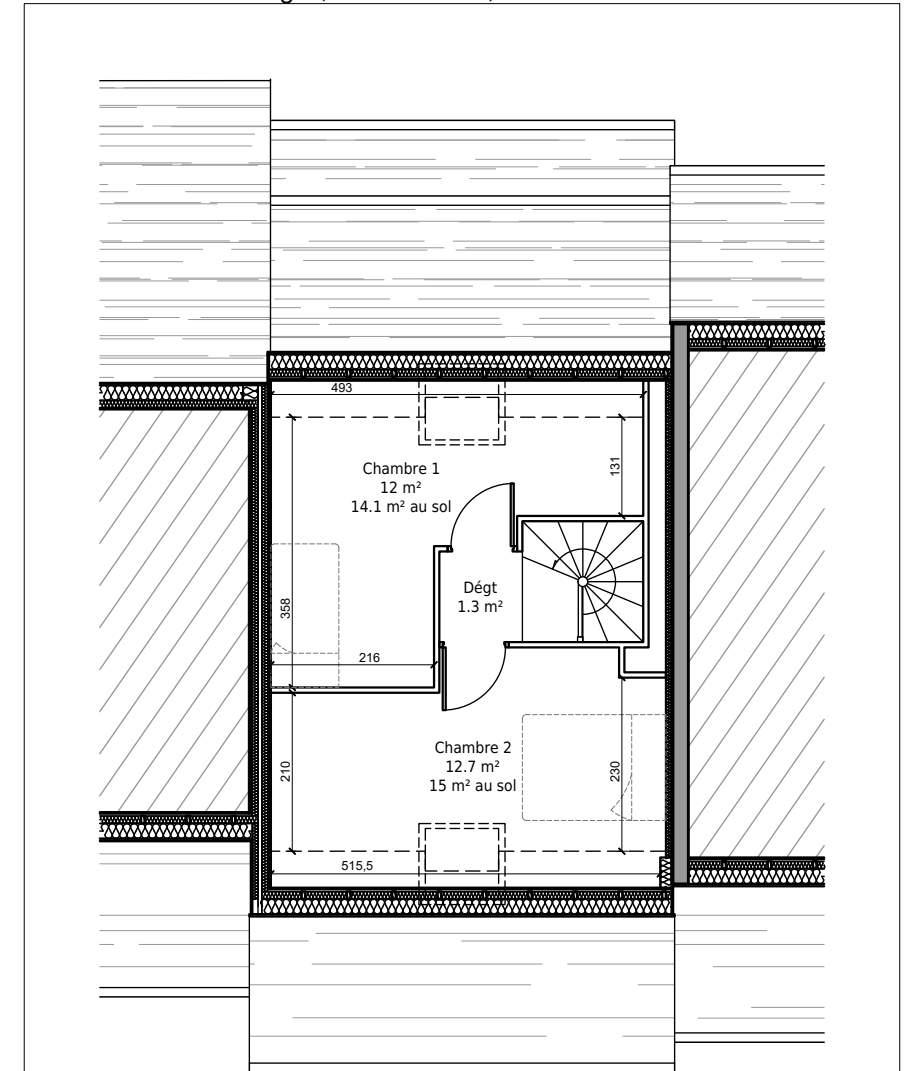 493
Chambre 1
12 m²
14.1 m² au sol
131
Dégt
1.3 m²
358
216
210
Chambre 2
12.7 m²
15 m² au sol
230
515,5